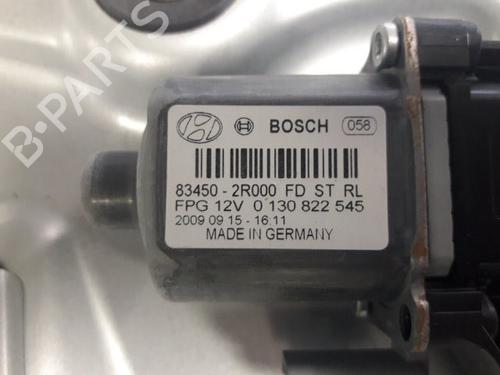 BOSCH 058
83450 - 2R000 FD ST RL
FPG 12V 0 130 822 545
2009 09 15 - 16:11
MADE IN GERMANY
B-PARTS